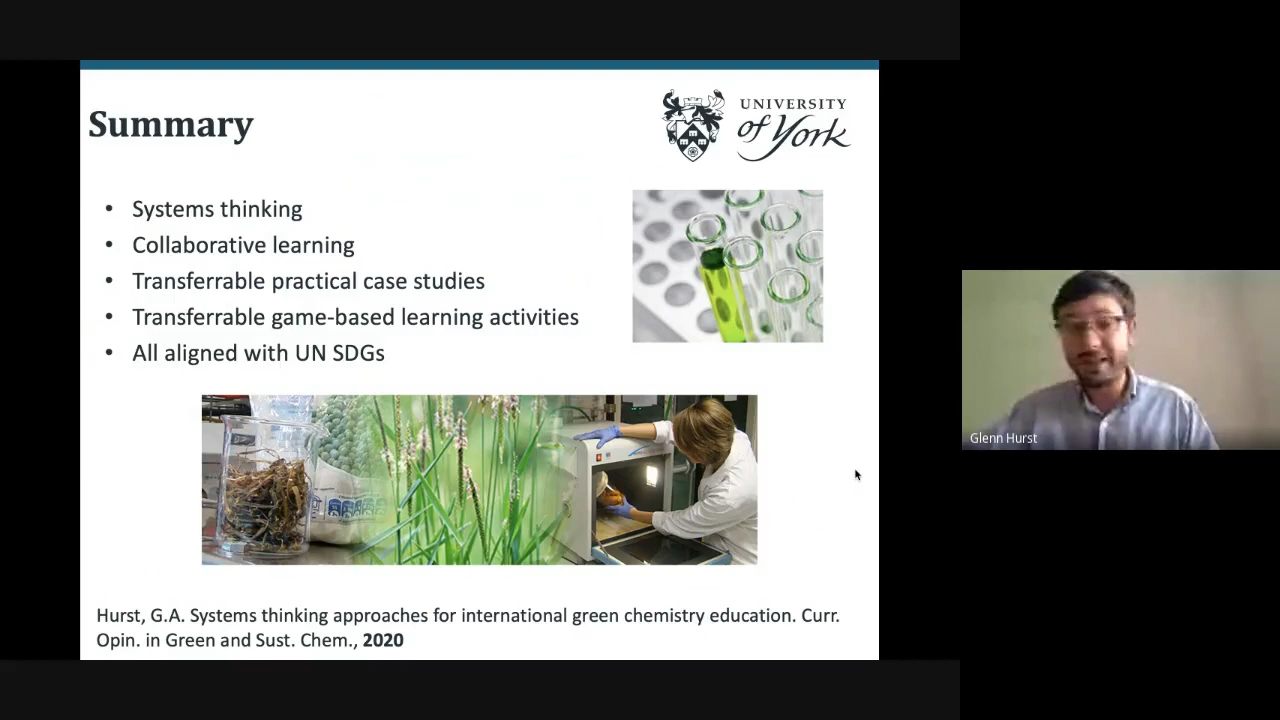 Summary
UNIVERSITY
of York
• Systems thinking
• Collaborative learning
• Transferrable practical case studies
• Transferrable game-based learning activities
• All aligned with UN SDGs
Hurst, G.A. Systems thinking approaches for international green chemistry education. Curr.
Opin. in Green and Sust. Chem., 2020
Glenn Hurst